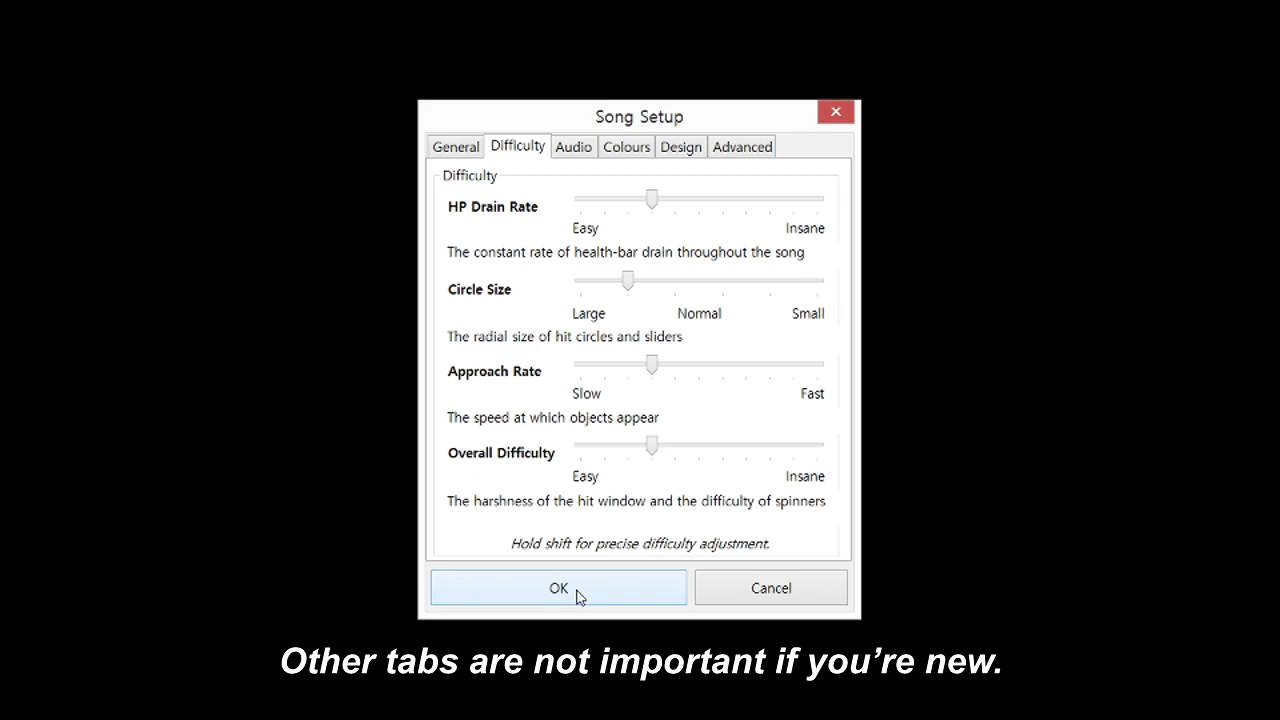 Song Setup
General Difficulty Audio Colours Design Advanced
Difficulty
HP Drain Rate
Easy Insane
The constant rate of health-bar drain throughout the song
Circle Size
Large Normal Small
The radial size of hit circles and sliders
Approach Rate
Slow Fast
The speed at which objects appear
Overall Difficulty
Easy Insane
The harshness of the hit window and the difficulty of spinners
Hold shift for precise difficulty adjustment.
OK Cancel
Other tabs are not important if you’re new.